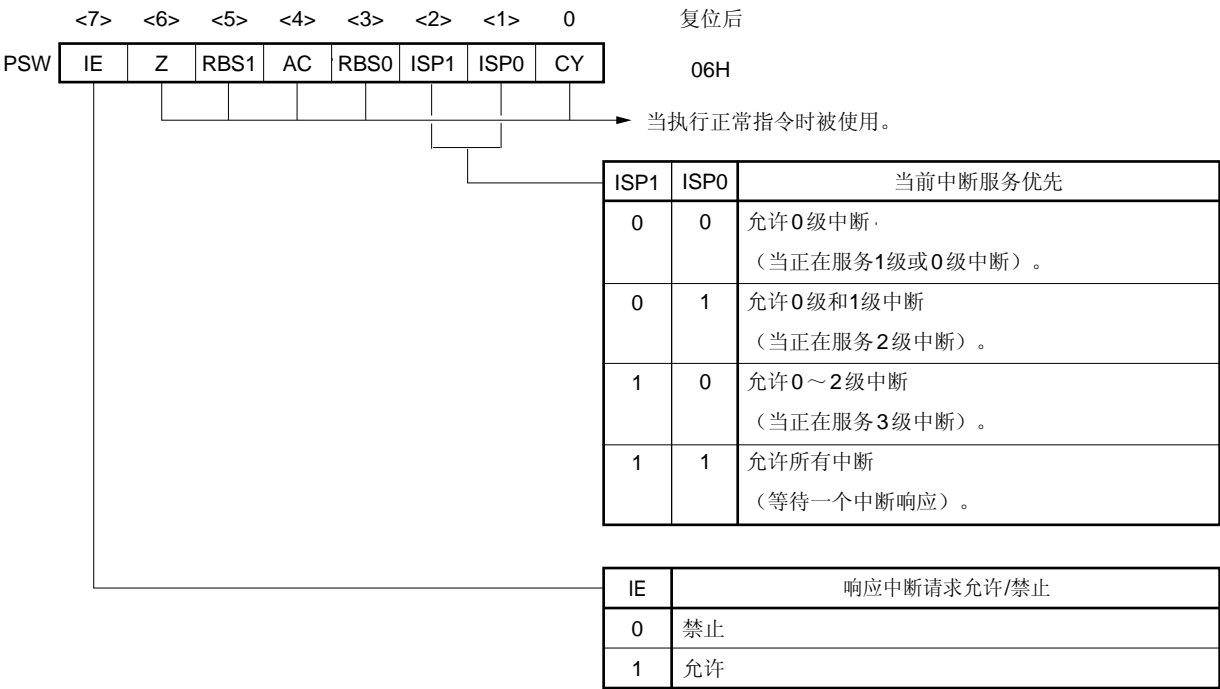 <7> <6> <5> <4> <3> <2> <1> 0 复位后
PSW IE Z RBS1 AC RBS0 ISP1 ISP0 CY 06H
当执行正常指令时被使用。
ISP1 ISP0 当前中断服务优先
0 0 允许0级中断
（当正在服务1级或0级中断）。
0 1 允许0级和1级中断
（当正在服务2级中断）。
1 0 允许0～2级中断
（当正在服务3级中断）。
1 1 允许所有中断
（等待一个中断响应）。
IE 响应中断请求允许/禁止
0 禁止
1 允许